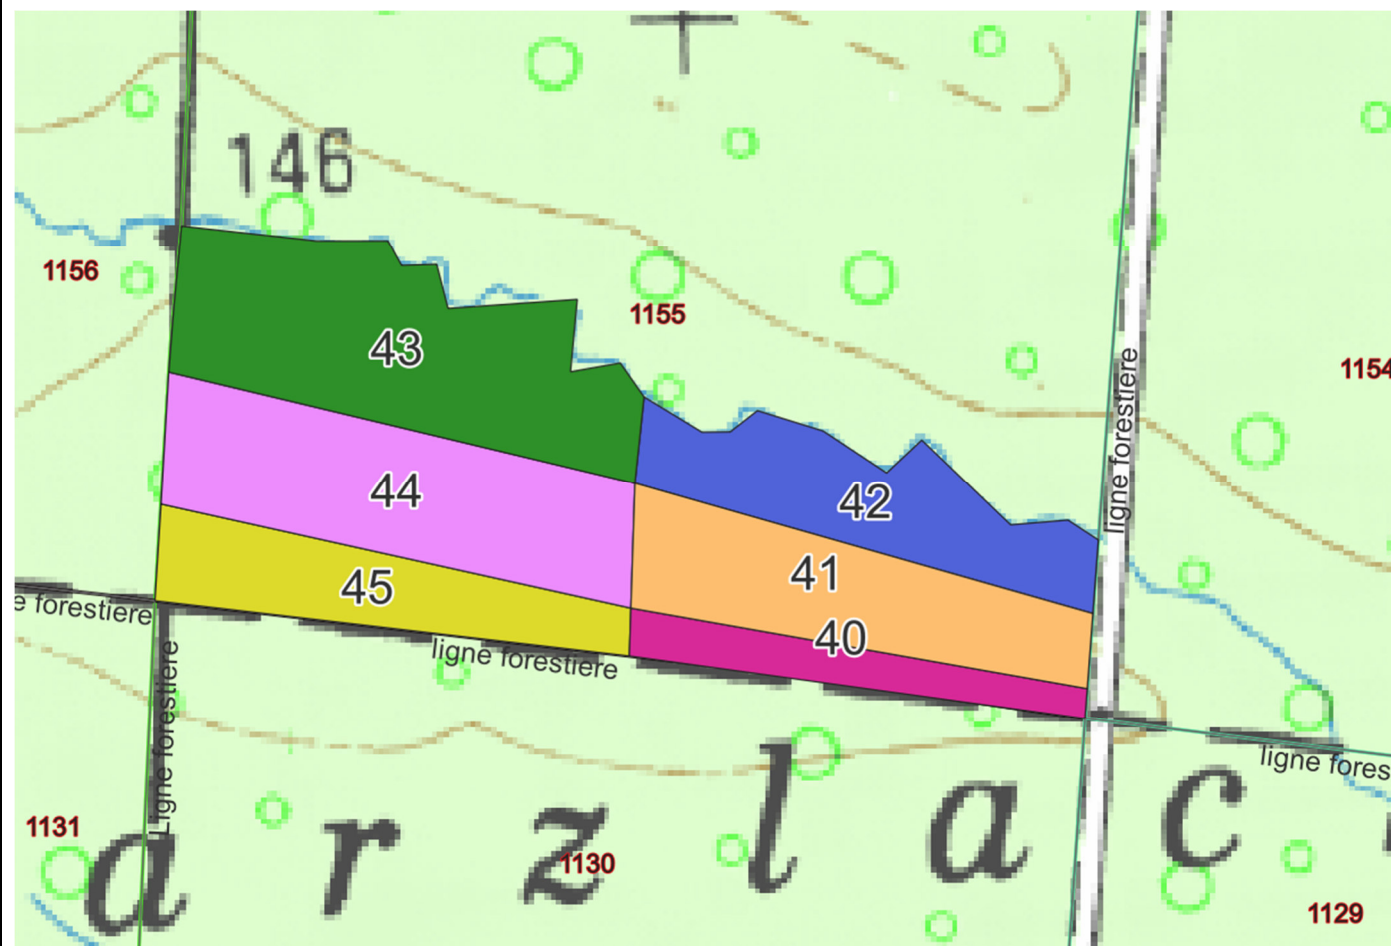 146
1156
1155
1154
43
ligne forestiere
44
42
41
45
40
e forestiere
ligne forestiere
Ligne forestiere
ligne fores
a r z l a c
1131
1130
1129